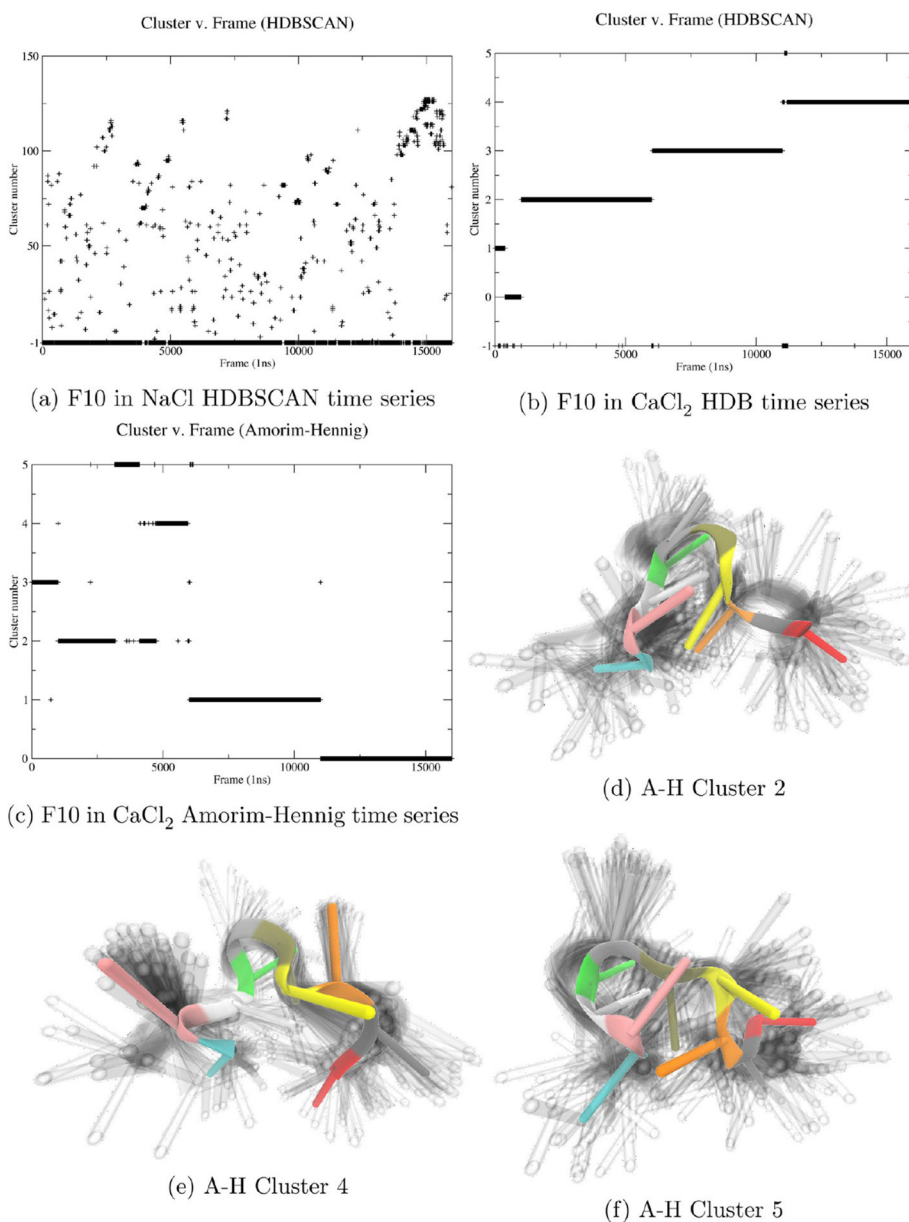 Cluster v. Frame (HDBSCAN)
150
100
50
-1
0
5000
10000
15000
Cluster number
Frame (1ns)
(a) F10 in NaCl HDBSCAN time series
Cluster v. Frame (HDBSCAN)
5
4
3
2
1
0
-1
0
5000
10000
15000
Cluster number
Frame (1ns)
(b) F10 in CaCl₂ HDB time series
Cluster v. Frame (Amorim-Hennig)
5
4
3
2
1
0
0
5000
10000
15000
Cluster number
Frame (1ns)
(c) F10 in CaCl₂ Amorim-Hennig time series
(d) A-H Cluster 2
(e) A-H Cluster 4
(f) A-H Cluster 5